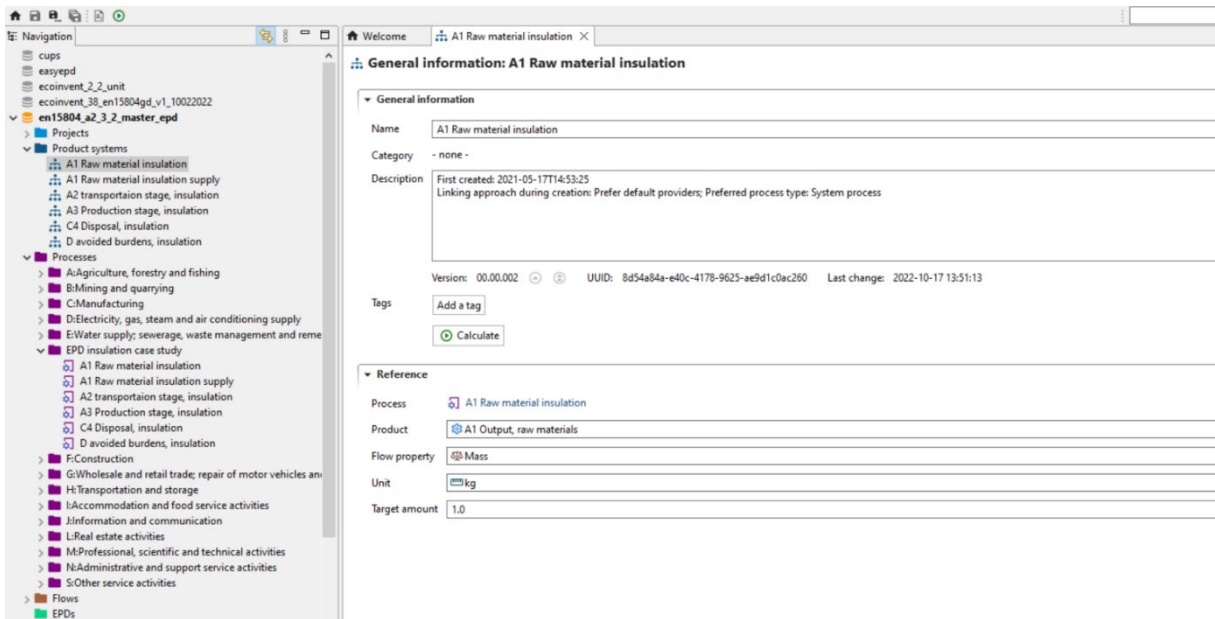 Navigation
cups
easyepd
ecoinvent_2_2_unit
ecoinvent_38_en15804gd_v1_10022022
en15804_a2_3_2_master_epd
Projects
Product systems
A1 Raw material insulation
A1 Raw material insulation supply
A2 transportaion stage, insulation
A3 Production stage, insulation
C4 Disposal, insulation
D avoided burdens, insulation
Processes
A:Agriculture, forestry and fishing
B:Mining and quarrying
C:Manufacturing
D:Electricity, gas, steam and air conditioning supply
E:Water supply; sewerage, waste management and reme
EPD insulation case study
A1 Raw material insulation
A1 Raw material insulation supply
A2 transportaion stage, insulation
A3 Production stage, insulation
C4 Disposal, insulation
D avoided burdens, insulation
F:Construction
G:Wholesale and retail trade; repair of motor vehicles an
H:Transportation and storage
I:Accommodation and food service activities
J:Information and communication
L:Real estate activities
M:Professional, scientific and technical activities
N:Administrative and support service activities
S:Other service activities
Flows
EPDs
Welcome A1 Raw material insulation
General information: A1 Raw material insulation
General information
Name A1 Raw material insulation
Category - none -
Description First created: 2021-05-17T14:53:25
Linking approach during creation: Prefer default providers; Preferred process type: System process
Version: 00.00.002 UUID: 8d54a84a-e40c-4178-9625-ae9d1c0ac260 Last change: 2022-10-17 13:51:13
Tags Add a tag
Calculate
Reference
Process A1 Raw material insulation
Product A1 Output, raw materials
Flow property Mass
Unit kg
Target amount 1.0